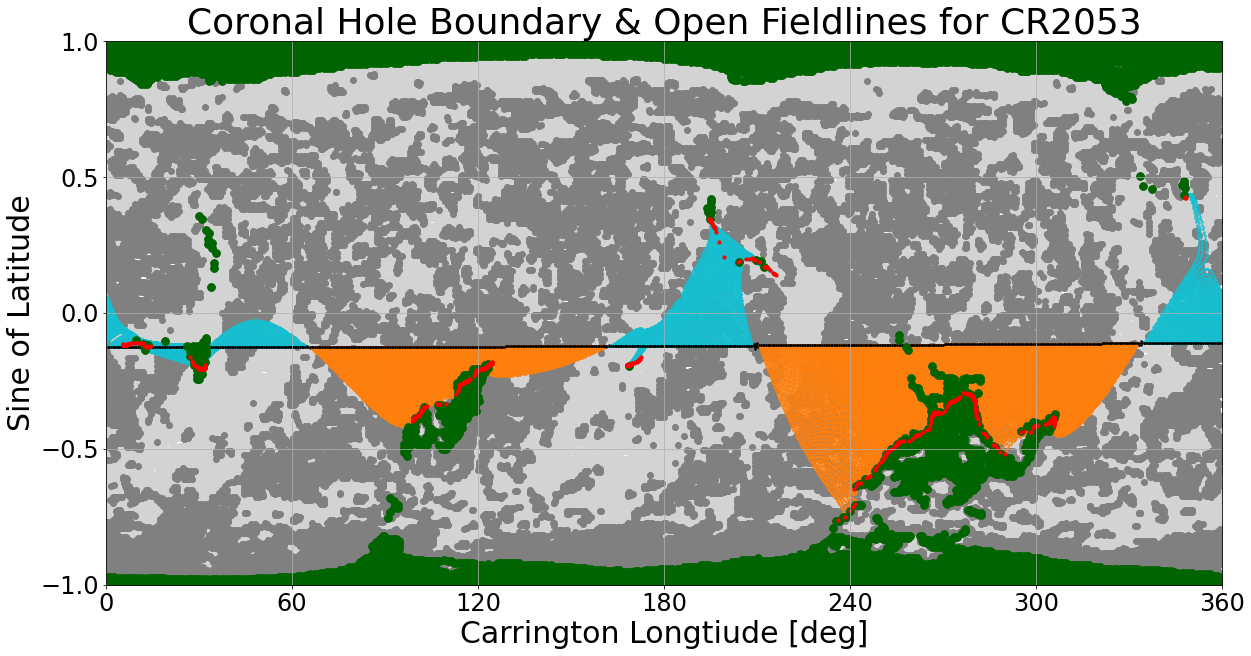 Coronal Hole Boundary & Open Fieldlines for CR2053
1.0
0.5
0.0
−0.5
−1.0
Sine of Latitude
0 60 120 180 240 300 360
Carrington Longtiude [deg]